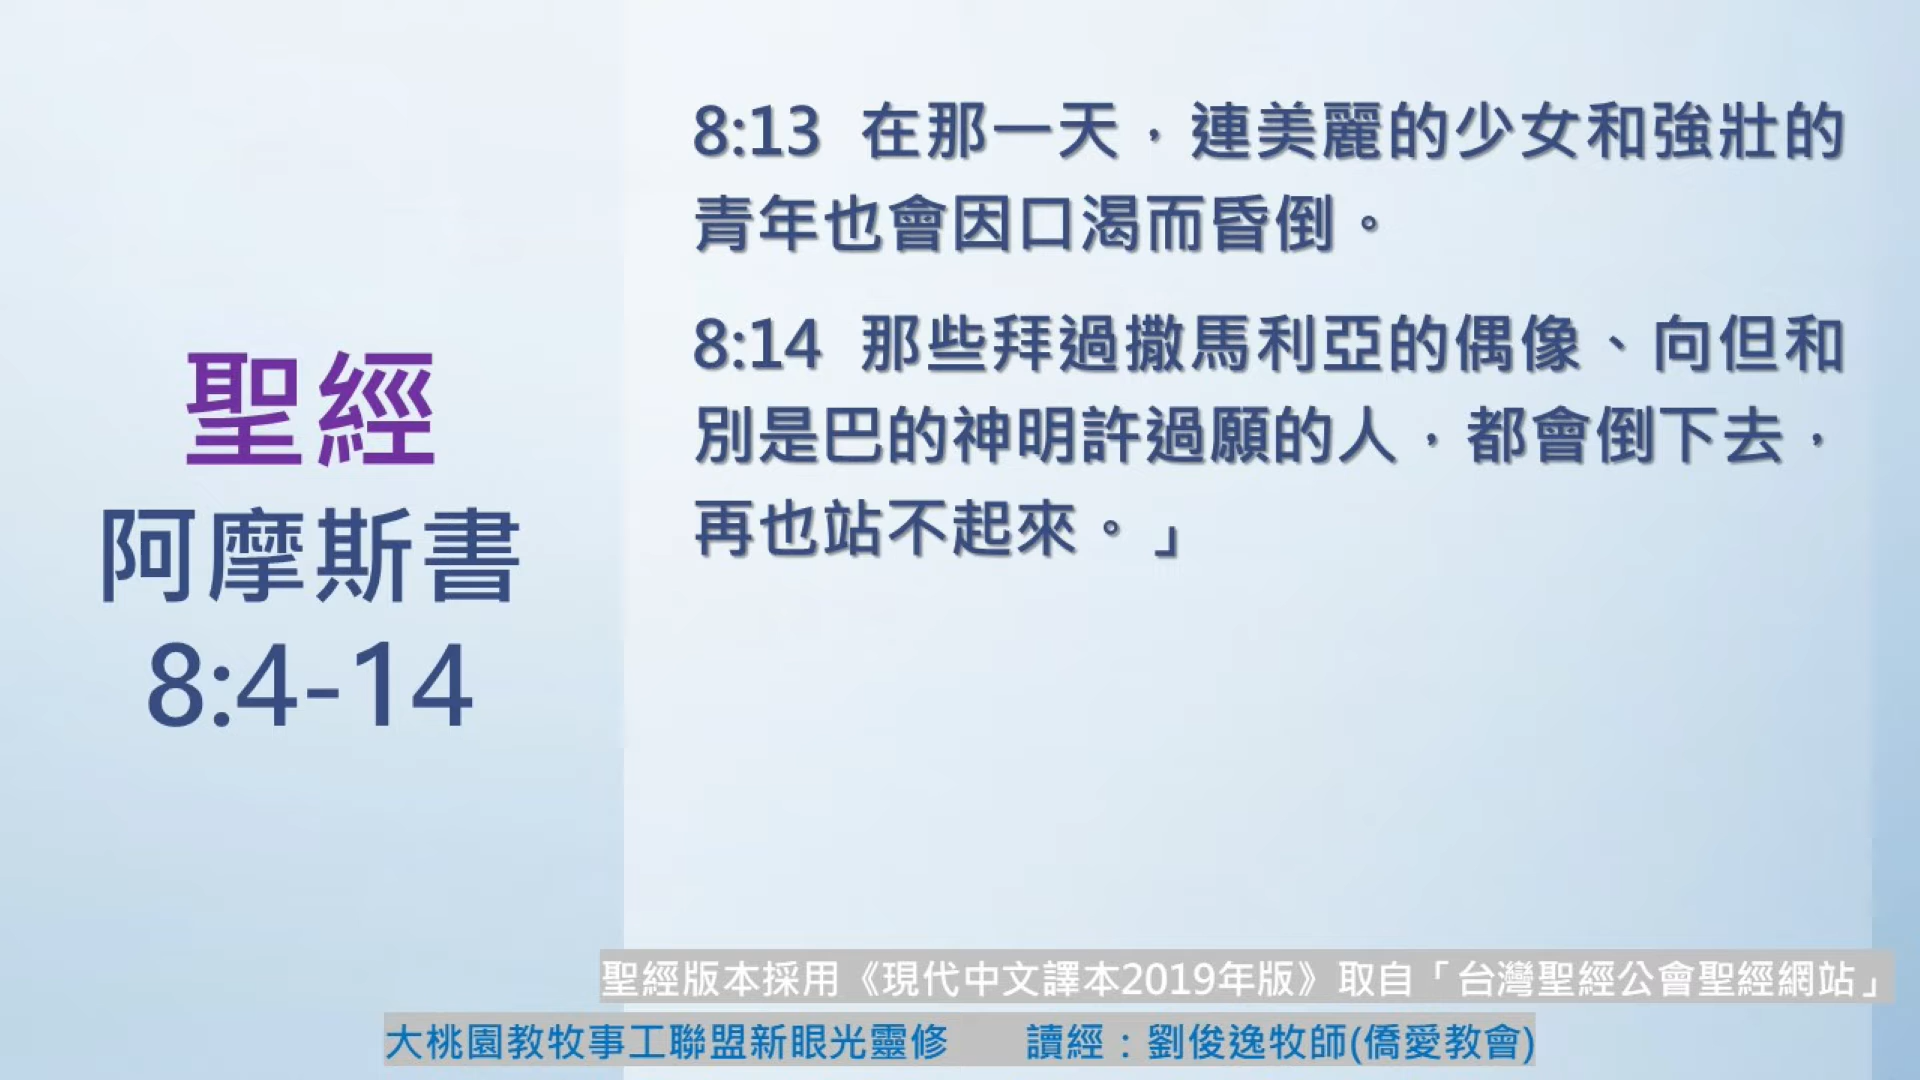 聖經
阿摩斯書
8:4-14
8:13 在那一天，連美麗的少女和強壯的
青年也會因口渴而昏倒。
8:14 那些拜過撒馬利亞的偶像、向但和
別是巴的神明許過願的人，都會倒下去，
再也站不起來。」
聖經版本採用《現代中文譯本2019年版》取自「台灣聖經公會聖經網站」
大桃園教牧事工聯盟新眼光靈修 讀經：劉俊逸牧師(僑愛教會)